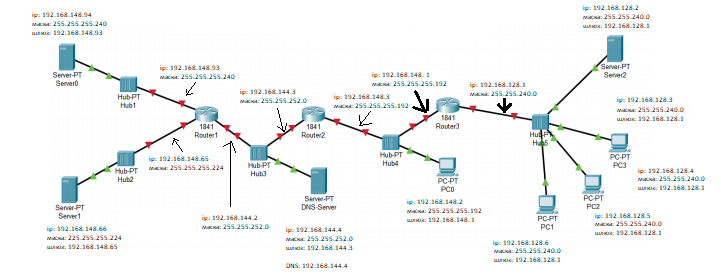 ip: 192.168.148.94
маска: 255.255.255.240
шлюз: 192.168.148.93
Server-PT
Server0
Hub-PT
Hub1
ip: 192.168.148.93
маска: 255.255.255.240
1841
Router1
ip: 192.168.148.65
маска: 255.255.255.224
Hub-PT
Hub2
Server-PT
Server1
ip: 192.168.148.66
маска: 225.255.255.224
шлюз: 192.168.148.65
ip: 192.168.144.2
маска: 255.255.252.0
ip: 192.168.144.3
маска: 255.255.252.0
Hub-PT
Hub3
1841
Router2
Server-PT
DNS-Server
ip: 192.168.144.4
маска: 255.255.252.0
шлюз: 192.168.144.3
DNS: 192.168.144.4
ip: 192.168.148.3
маска: 255.255.255.192
ip: 192.168.148. 1
маска: 255.255.255.192
Hub-PT
Hub4
1841
Router3
PC-PT
PC0
ip: 192.168.148.2
маска: 255.255.255.192
шлюз: 192.168.148.1
ip: 192.168.128.1
маска: 255.255.240.0
Hub-PT
Hub5
ip: 192.168.128.2
маска: 255.255.240.0
шлюз: 192.168.128.1
Server-PT
Server2
ip: 192.168.128.3
маска: 255.255.240.0
шлюз: 192.168.128.1
PC-PT
PC3
ip: 192.168.128.4
маска: 255.255.240.0
шлюз: 192.168.128.1
PC-PT
PC2
ip: 192.168.128.5
маска: 255.255.240.0
шлюз: 192.168.128.1
PC-PT
PC1
ip: 192.168.128.6
маска: 255.255.240.0
шлюз: 192.168.128.1